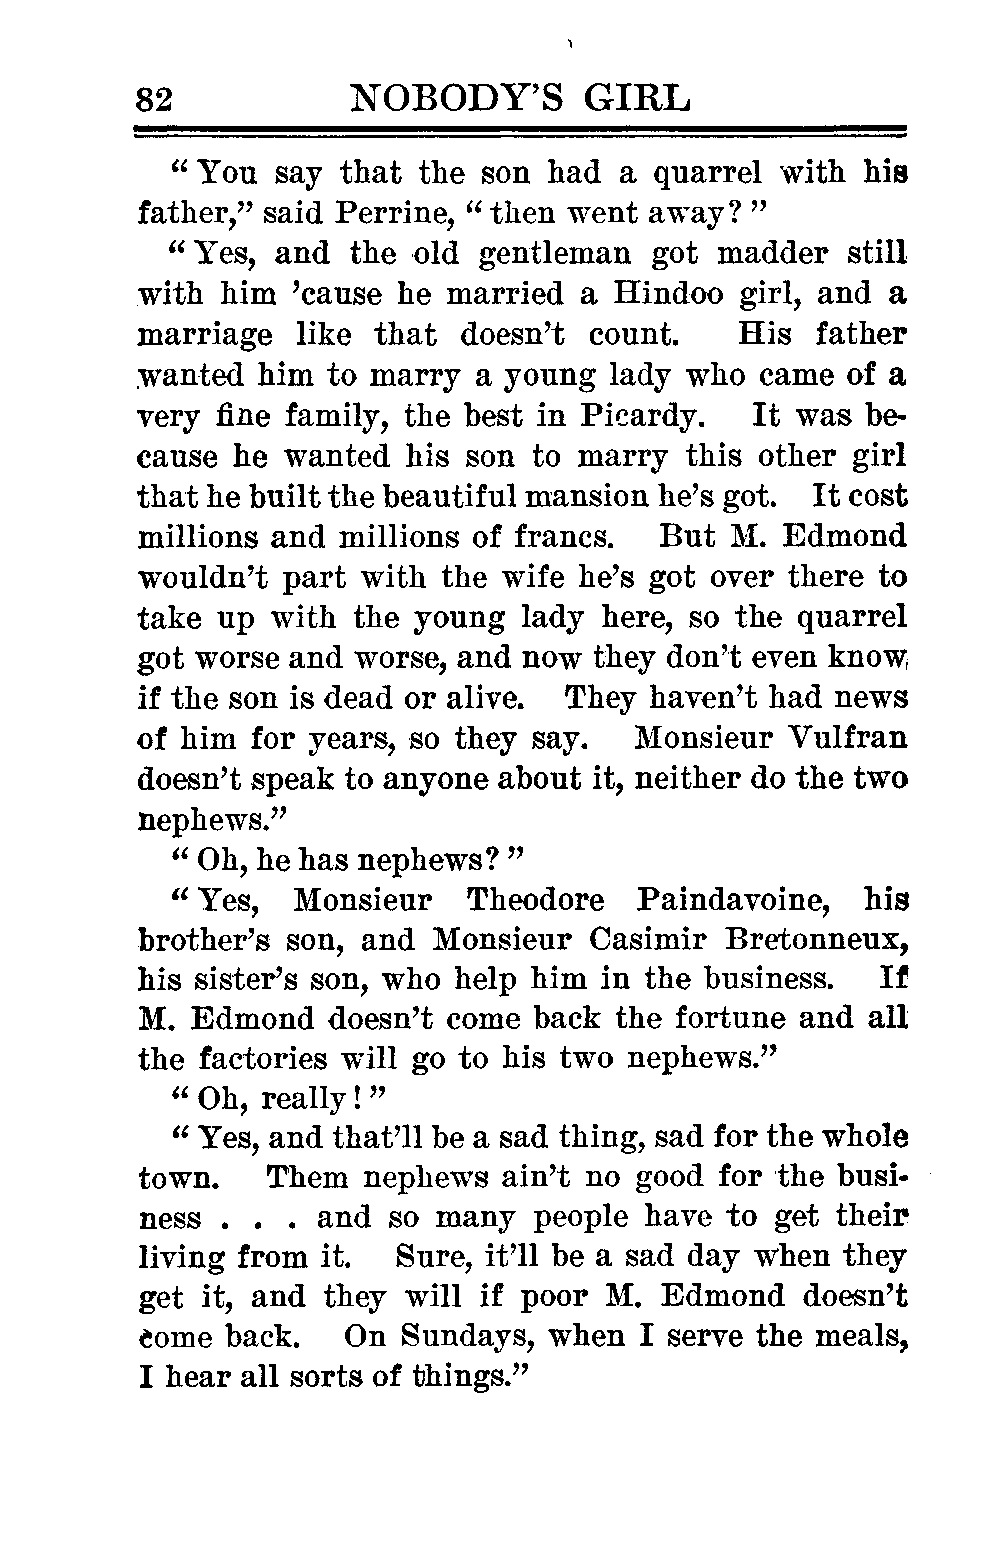 82 NOBODY'S GIRL
“ You say that the son had a quarrel with his
father,” said Perrine, “ then went away? ”
“ Yes, and the old gentleman got madder still
with him ’cause he married a Hindoo girl, and a
marriage like that doesn’t count. His father
wanted him to marry a young lady who came of a
very fine family, the best in Picardy. It was be-
cause he wanted his son to marry this other girl
that he built the beautiful mansion he’s got. It cost
millions and millions of francs. But M. Edmond
wouldn’t part with the wife he’s got over there to
take up with the young lady here, so the quarrel
got worse and worse, and now they don’t even know
if the son is dead or alive. They haven’t had news
of him for years, so they say. Monsieur Vulfran
doesn’t speak to anyone about it, neither do the two
nephews.”
“ Oh, he has nephews? ”
“ Yes, Monsieur Theodore Paindavoine, his
brother’s son, and Monsieur Casimir Bretonneux,
his sister’s son, who help him in the business. If
M. Edmond doesn’t come back the fortune and all
the factories will go to his two nephews.”
“ Oh, really! ”
“ Yes, and that’ll be a sad thing, sad for the whole
town. Them nephews ain’t no good for the busi-
ness . . . and so many people have to get their
living from it. Sure, it’ll be a sad day when they
get it, and they will if poor M. Edmond doesn’t
come back. On Sundays, when I serve the meals,
I hear all sorts of things.”